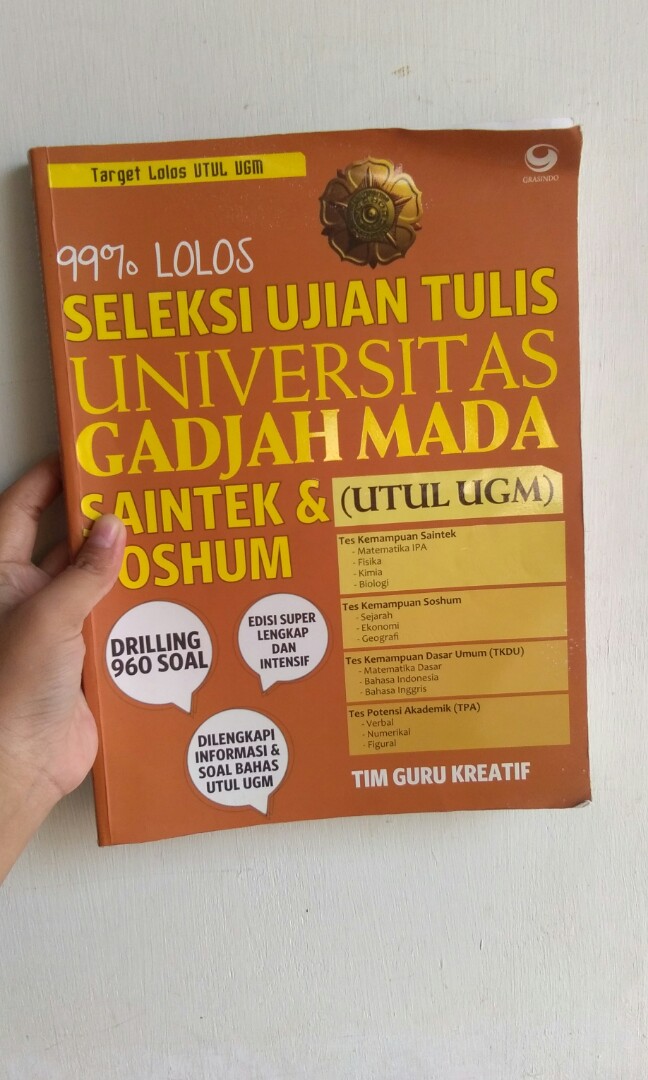 Target Lolos UTUL UGM
GRASINDO
99% LOLOS
SELEKSI UJIAN TULIS
UNIVERSITAS
GADJAH MADA
SAINTEK &
SOSHUM
(UTUL UGM)
Tes Kemampuan Saintek
- Matematika IPA
- Fisika
- Kimia
- Biologi
Tes Kemampuan Soshum
- Sejarah
- Ekonomi
- Geografi
Tes Kemampuan Dasar Umum (TKDU)
- Matematika Dasar
- Bahasa Indonesia
- Bahasa Inggris
Tes Potensi Akademik (TPA)
- Verbal
- Numerikal
- Figural
DRILLING
960 SOAL
EDISI SUPER
LENGKAP
DAN
INTENSIF
DILENGKAPI
INFORMASI &
SOAL BAHAS
UTUL UGM
TIM GURU KREATIF